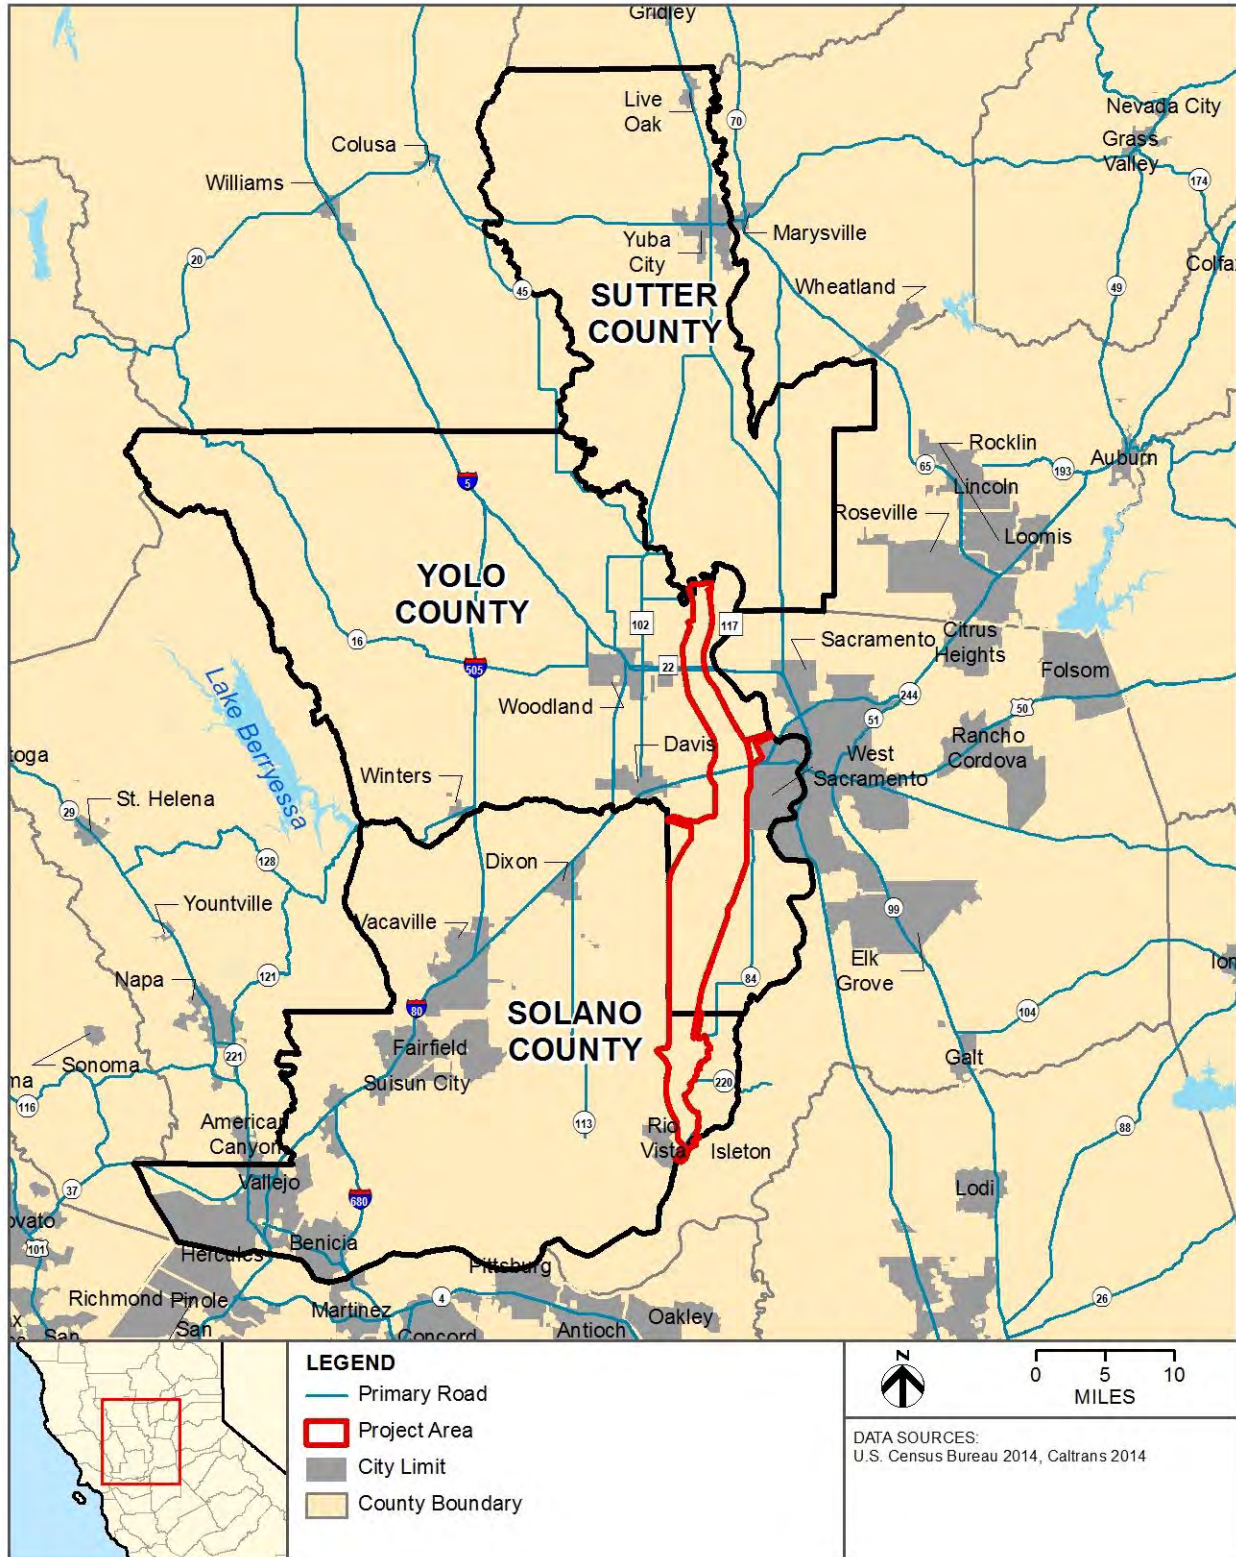 Gridley
Live
Oak
70
Nevada City
Grass
Valley
Colusa
Williams
174
Yuba
City
Marysville
20
Colfa
45
SUTTER
COUNTY
Wheatland
49
Rocklin
65
193
Auburn
Lincoln
5
Roseville
Loomis
YOLO
COUNTY
102
117
16
Sacramento
Citrus
Heights
505
22
Folsom
Woodland
244
50
51
Lake Berryessa
Davis
West
Sacramento
Rancho
Cordova
toga
Winters
St. Helena
29
128
Dixon
Yountville
Vacaville
99
Elk
Grove
Napa
121
84
Ion
80
SOLANO
COUNTY
104
Fairfield
221
Sonoma
Galt
ma
Suisun City
220
116
American
Canyon
113
Rio
Vista
Isleton
88
Vallejo
37
680
Lodi
ovato
101
Hercules
Benicia
Pittsburg
Richmond
Pinole
Martinez
4
Oakley
26
x
San
San
Concord
Antioch
LEGEND
Primary Road
Project Area
City Limit
County Boundary
N
0 5 10
MILES
DATA SOURCES:
U.S. Census Bureau 2014, Caltrans 2014